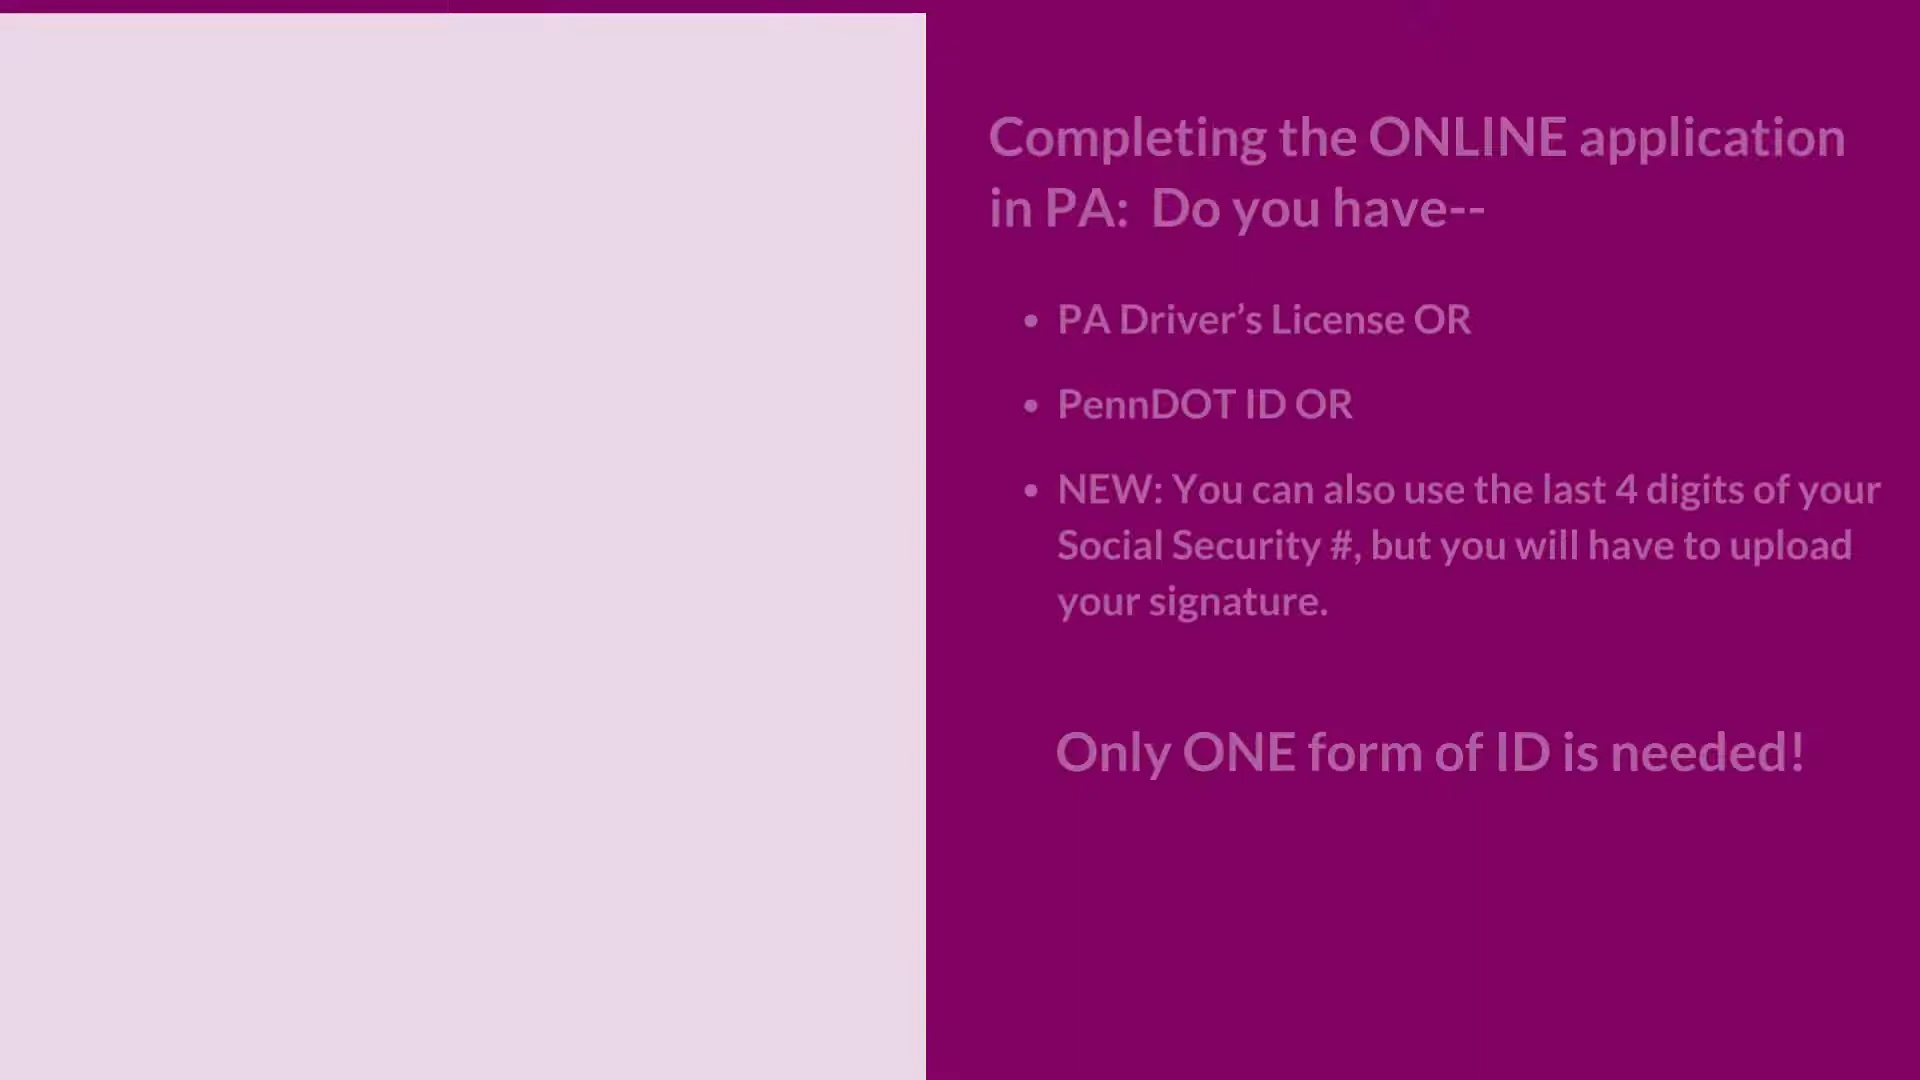 Completing the ONLINE application
in PA:  Do you have--
• PA Driver’s License OR
• PennDOT ID OR
• NEW: You can also use the last 4 digits of your
Social Security #, but you will have to upload
your signature.
Only ONE form of ID is needed!